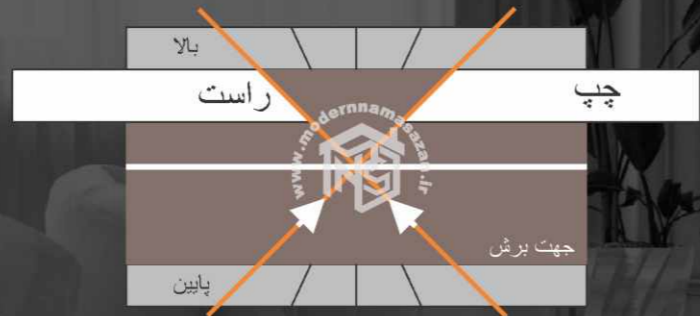 بالا
چپ
راست
www.modernnamasazan.ir
جهت برش
پایین